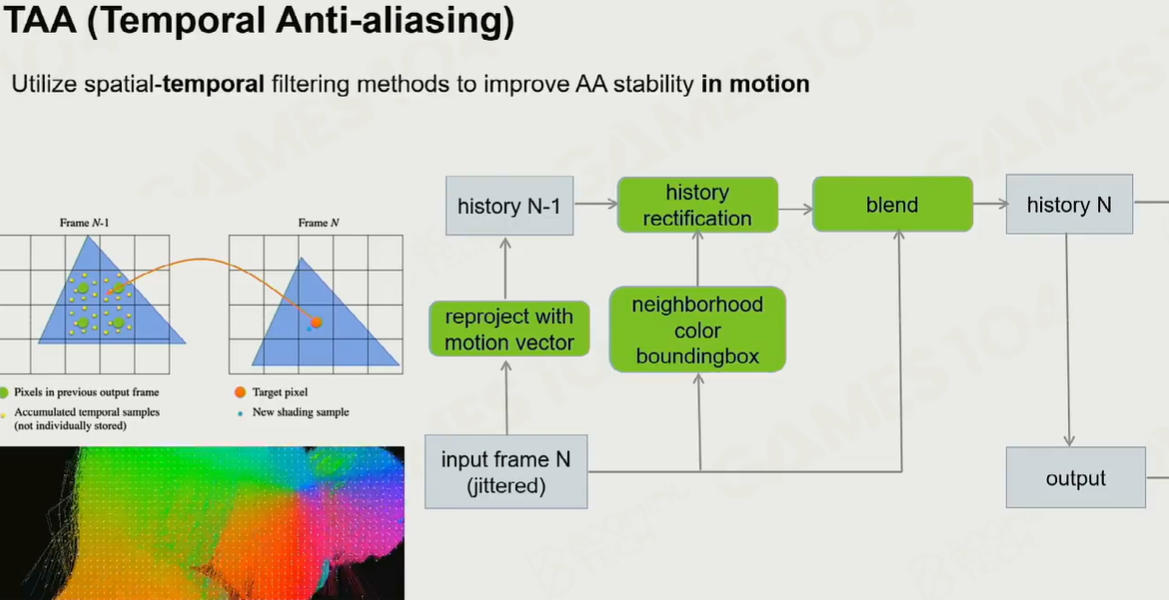 TAA (Temporal Anti-aliasing)
Utilize spatial-temporal filtering methods to improve AA stability in motion
Frame N-1
Frame N
Pixels in previous output frame
Accumulated temporal samples
(not individually stored)
Target pixel
New shading sample
history N-1
history
rectification
blend
history N
reproject with
motion vector
neighborhood
color
boundingbox
input frame N
(jittered)
output
GAMES104